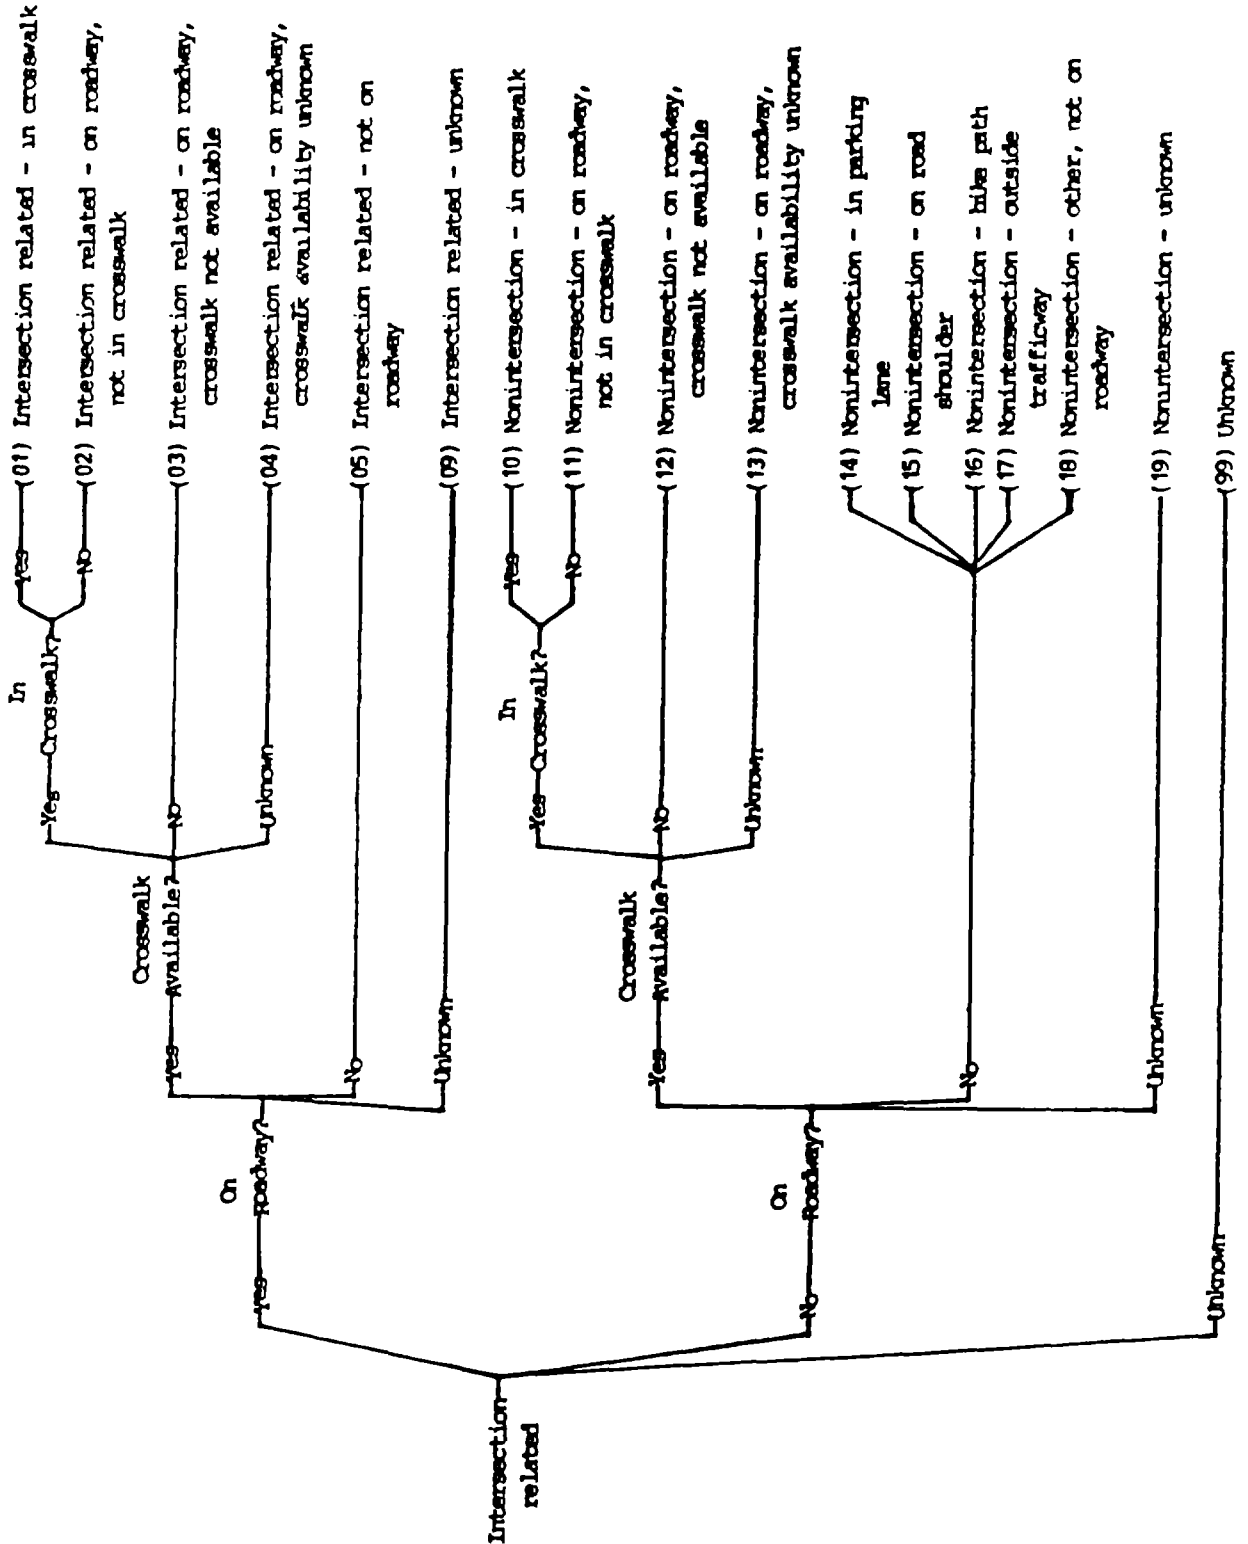 Intersection
related
Yes
No
Unknown
On
roadway?
Yes
No
Unknown
Crosswalk
Available?
Yes
No
Unknown
In
Crosswalk?
Yes
No
(01) Intersection related - in crosswalk
(02) Intersection related - on roadway,
not in crosswalk
(03) Intersection related - on roadway,
crosswalk not available
(04) Intersection related - on roadway,
crosswalk availability unknown
(05) Intersection related - not on
roadway
(09) Intersection related - unknown
On
Roadway?
Yes
No
Unknown
Crosswalk
Available?
Yes
No
Unknown
In
Crosswalk?
Yes
No
(10) Nonintersection - in crosswalk
(11) Nonintersection - on roadway,
not in crosswalk
(12) Nonintersection - on roadway,
crosswalk not available
(13) Nonintersection - on roadway,
crosswalk availability unknown
(14) Nonintersection - in parking
lane
(15) Nonintersection - on road
shoulder
(16) Nonintersection - bike path
(17) Nonintersection - outside
trafficway
(18) Nonintersection - other, not on
roadway
(19) Nonintersection - unknown
(99) Unknown